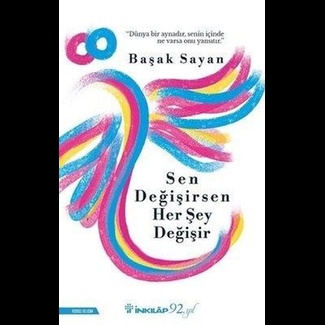 “Dünya bir aynadır, senin içinde
ne varsa onu yansıtır.”
Başak Sayan
Sen
Değişirsen
Her Şey
Değişir
İNKILÂP 92. yıl